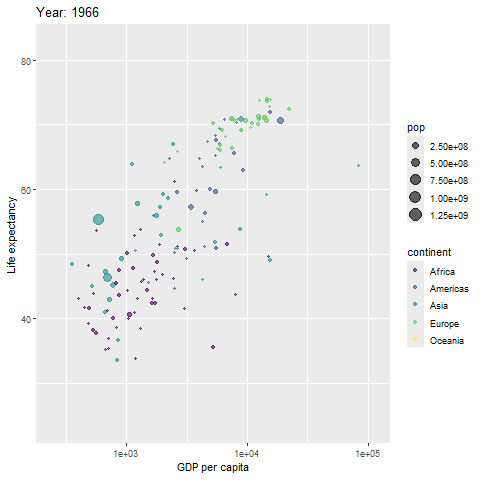 Year: 1966
Life expectancy
80
60
40
1e+03
1e+04
1e+05
GDP per capita
pop
2.50e+08
5.00e+08
7.50e+08
1.00e+09
1.25e+09
continent
Africa
Americas
Asia
Europe
Oceania